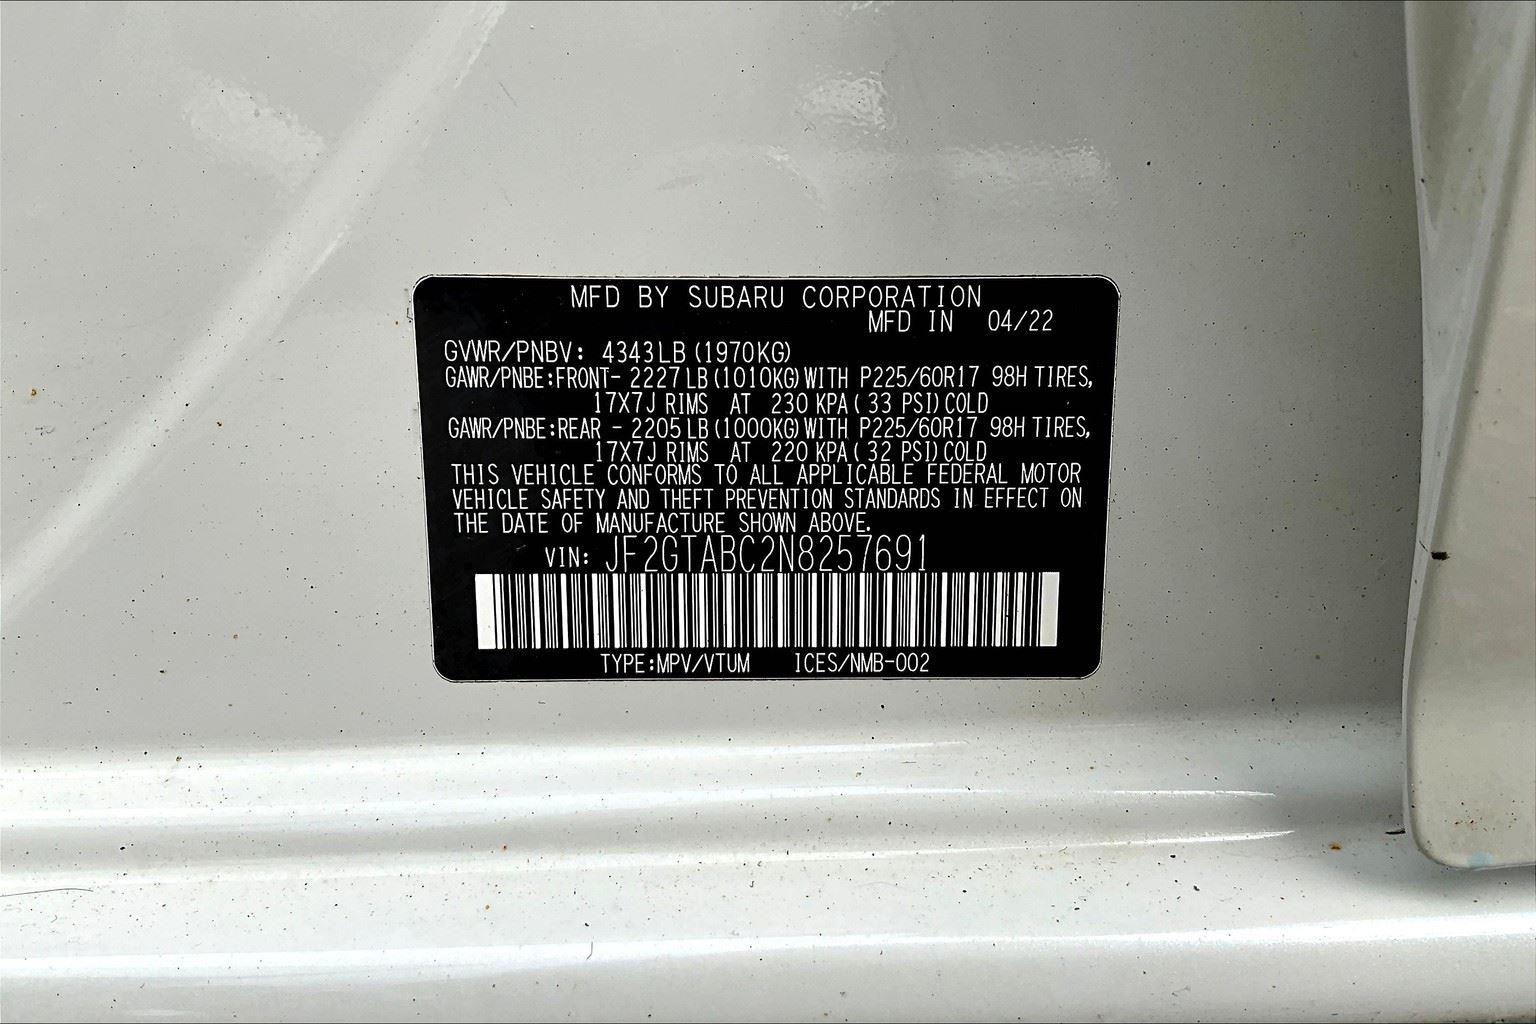 MFD BY SUBARU CORPORATION
MFD IN 04/22
GVWR/PNBV: 4343LB (1970KG)
GAWR/PNBE:FRONT- 2227LB (1010KG) WITH P225/60R17 98H TIRES,
17X7J RIMS AT 230 KPA( 33 PSI) COLD
GAWR/PNBE:REAR - 2205LB (1000KG) WITH P225/60R17 98H TIRES,
17X7J RIMS AT 220 KPA( 32 PSI) COLD
THIS VEHICLE CONFORMS TO ALL APPLICABLE FEDERAL MOTOR
VEHICLE SAFETY AND THEFT PREVENTION STANDARDS IN EFFECT ON
THE DATE OF MANUFACTURE SHOWN ABOVE.
VIN: JF2GTABC2N8257691
TYPE:MPV/VTUM ICES/NMB-002